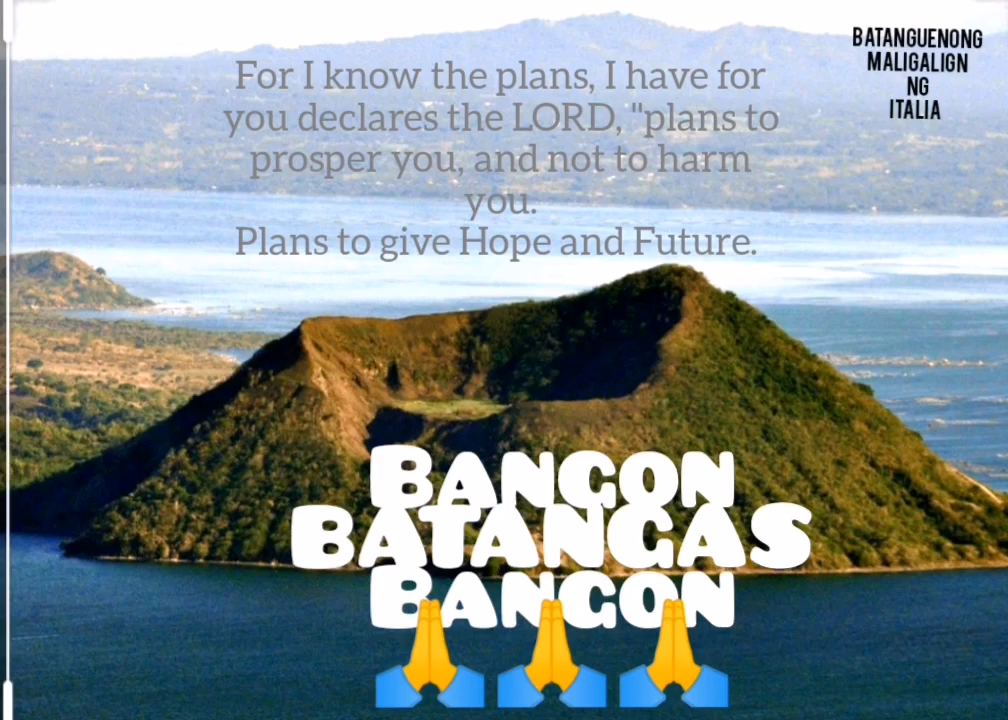 For I know the plans, I have for
you declares the LORD, "plans to
prosper you, and not to harm
you.
Plans to give Hope and Future.
BATANGUENONG
MALIGALIGN
NG
ITALIA
BANGON
BATANGAS
BANGON